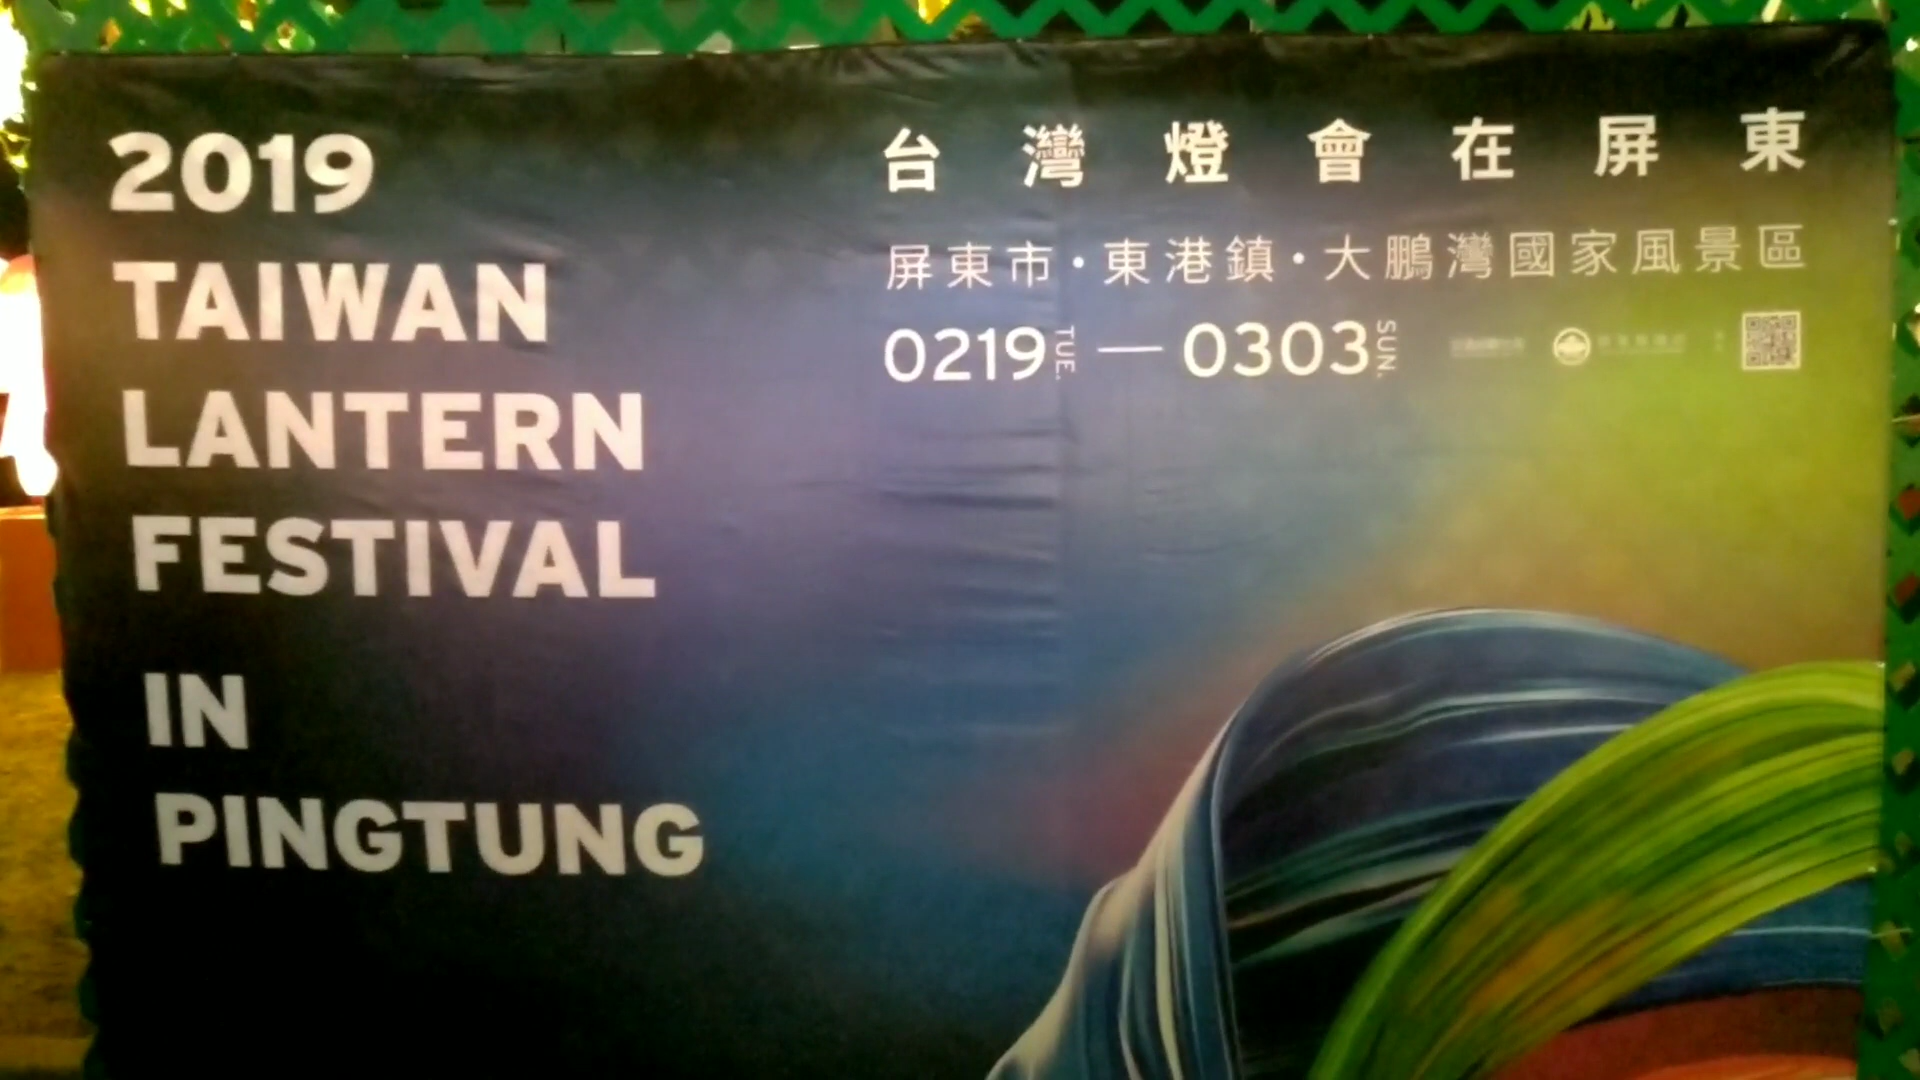 2019
TAIWAN
LANTERN
FESTIVAL
IN
PINGTUNG
台灣燈會在屏東
屏東市・東港鎮・大鵬灣國家風景區
0219 TUE. — 0303 SUN.